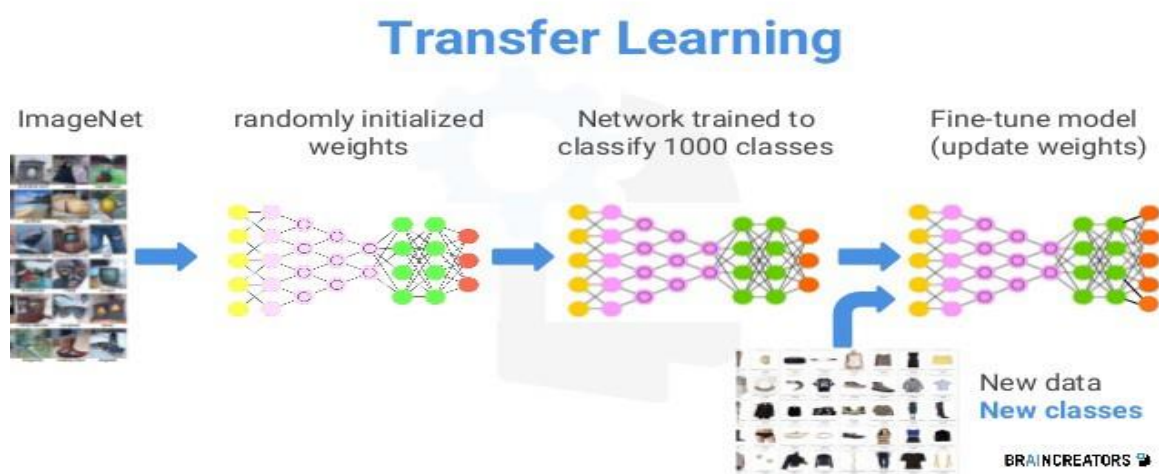 Transfer Learning
ImageNet
randomly initialized
weights
Network trained to
classify 1000 classes
Fine-tune model
(update weights)
New data
New classes
BRAINCREATORS